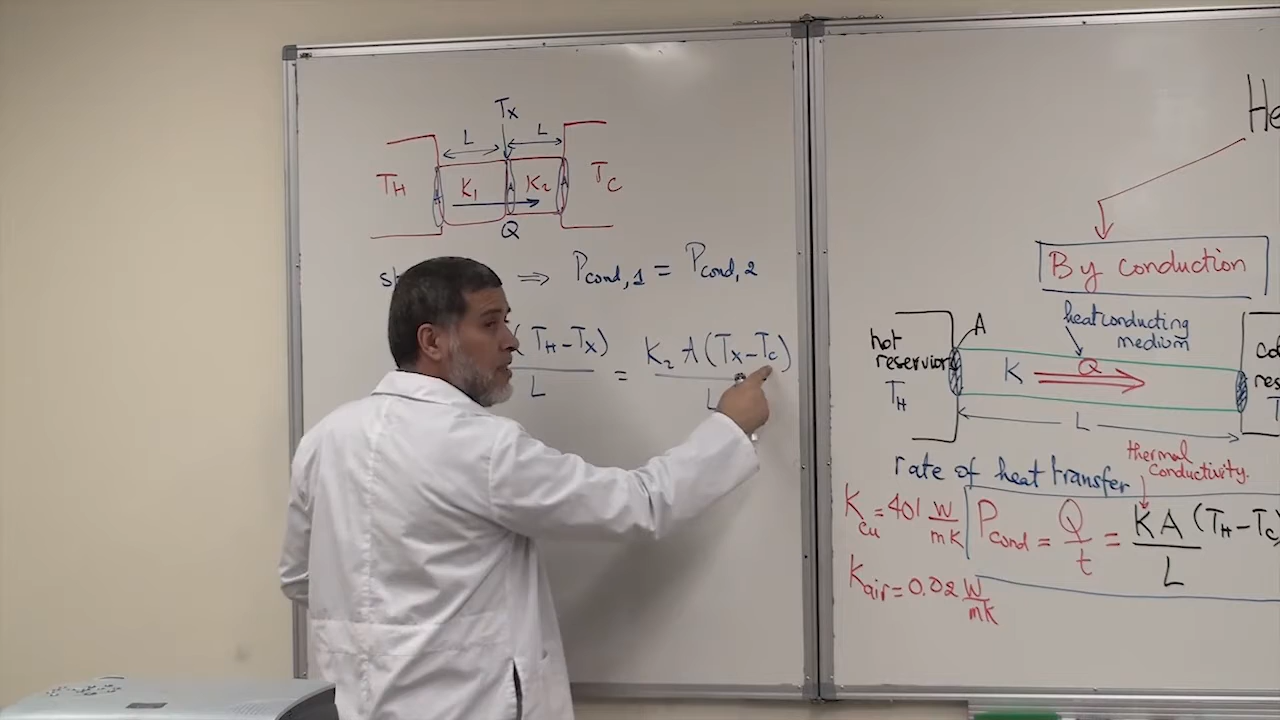 Tx
L L
TH K1 A K2 A TC
Q
⇒ Pcond,1 = Pcond,2
( TH-Tx) = K2 A (Tx-Tc)
L L
By conduction
heat conducting
medium
A
hot
reservior
TH
K Q
L
thermal
conductivity.
rate of heat transfer
Kcu = 401 W/mK
Pcond = Q/t = KA/L (TH-Tc
Kair = 0.02 W/mK